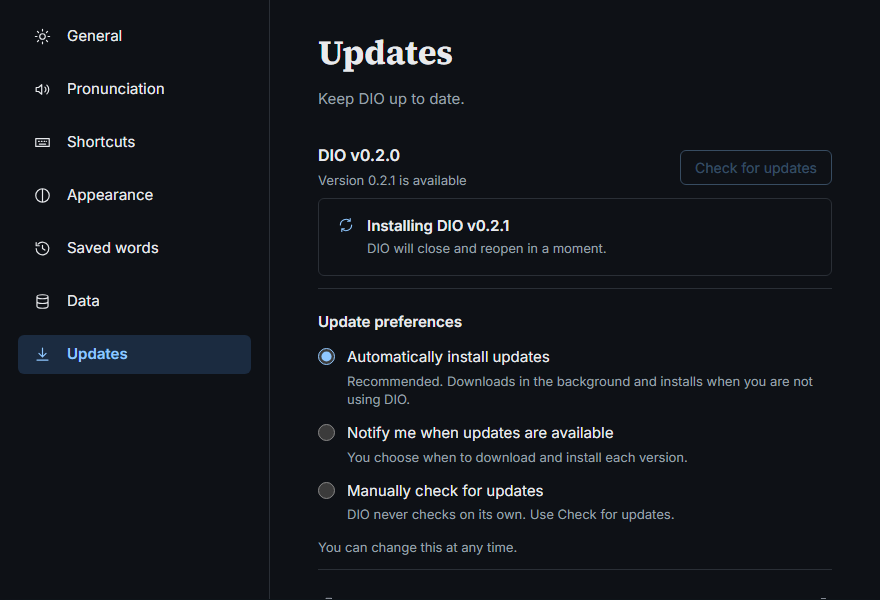 General
Pronunciation
Shortcuts
Appearance
Saved words
Data
Updates
Updates
Keep DIO up to date.
DIO v0.2.0
Version 0.2.1 is available
Check for updates
Installing DIO v0.2.1
DIO will close and reopen in a moment.
Update preferences
Automatically install updates
Recommended. Downloads in the background and installs when you are not
using DIO.
Notify me when updates are available
You choose when to download and install each version.
Manually check for updates
DIO never checks on its own. Use Check for updates.
You can change this at any time.